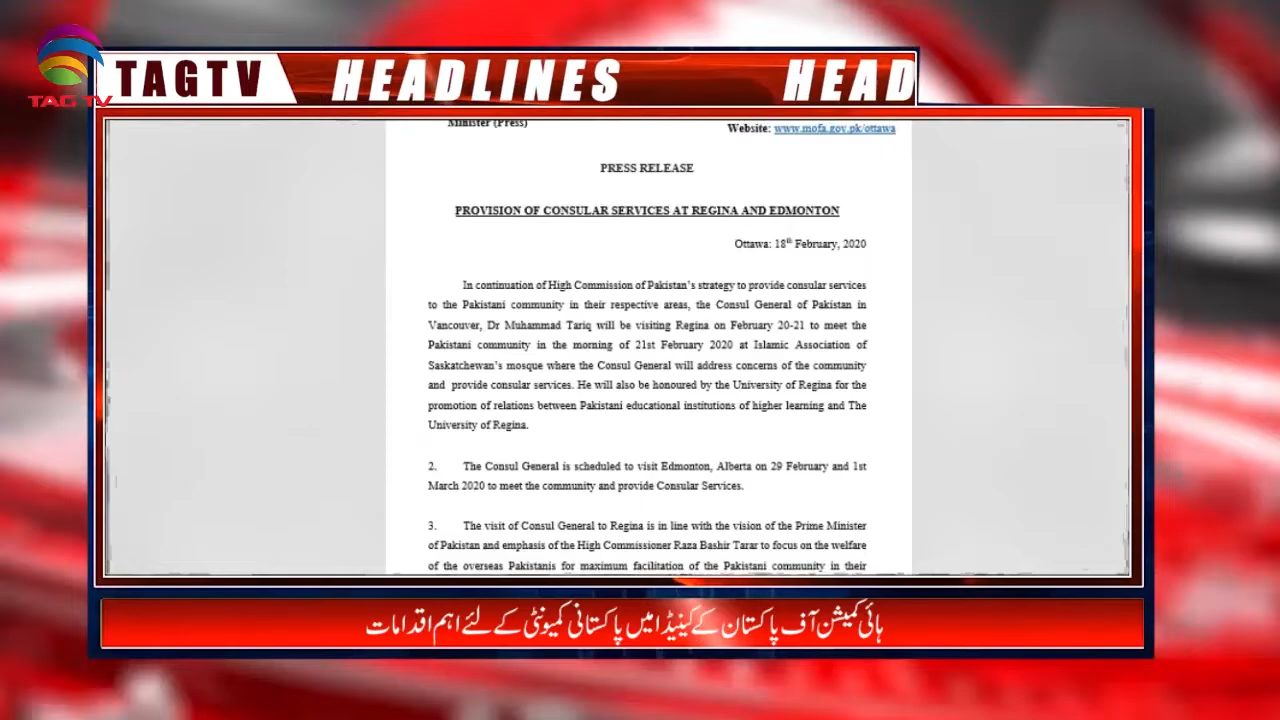 TAG TV
TAGTV
HEADLINES
HEAD
Minister (Press)
Website: www.mofa.gov.pk/ottawa
PRESS RELEASE
PROVISION OF CONSULAR SERVICES AT REGINA AND EDMONTON
Ottawa: 18th February, 2020
In continuation of High Commission of Pakistan's strategy to provide consular services
to the Pakistani community in their respective areas, the Consul General of Pakistan in
Vancouver, Dr Muhammad Tariq will be visiting Regina on February 20-21 to meet the
Pakistani community in the morning of 21st February 2020 at Islamic Association of
Saskatchewan's mosque where the Consul General will address concerns of the community
and provide consular services. He will also be honoured by the University of Regina for the
promotion of relations between Pakistani educational institutions of higher learning and The
University of Regina.
2. The Consul General is scheduled to visit Edmonton, Alberta on 29 February and 1st
March 2020 to meet the community and provide Consular Services.
3. The visit of Consul General to Regina is in line with the vision of the Prime Minister
of Pakistan and emphasis of the High Commissioner Raza Bashir Tarar to focus on the welfare
of the overseas Pakistanis for maximum facilitation of the Pakistani community in their
ہائی کمیشن آف پاکستان کے کینیڈا میں پاکستانی کمیونٹی کے لئے اہم اقدامات